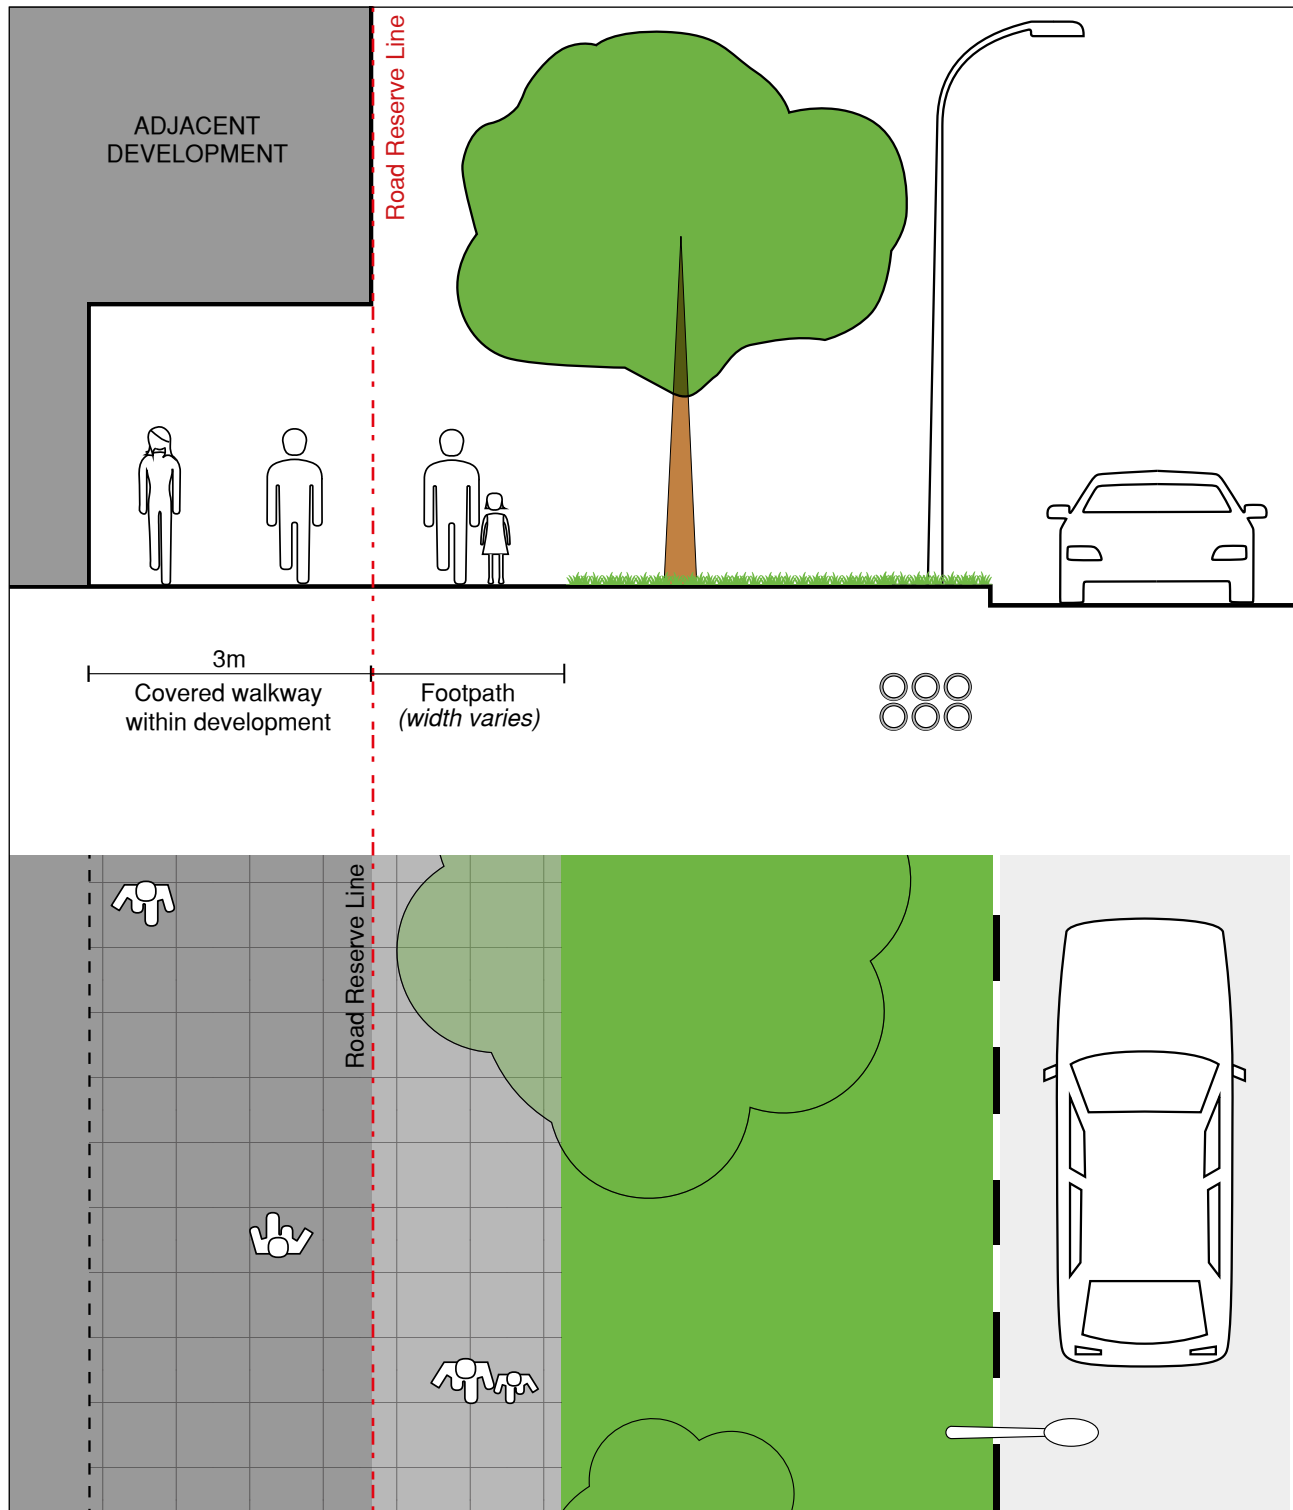 ADJACENT
DEVELOPMENT
Road Reserve Line
3m
Covered walkway
within development
Footpath
(width varies)
Road Reserve Line